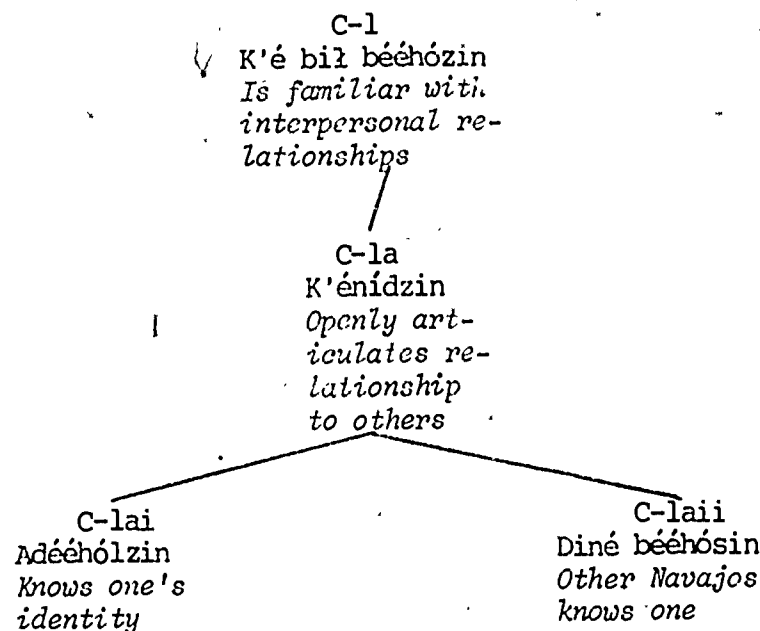 C-1
K'é bił bééhózin
Is familiar with
interpersonal re-
lationships
C-1a
K'énídzin
Openly art-
iculates re-
lationship
to others
C-1ai
Adééhólzin
Knows one's
identity
C-1aii
Diné bééhósin
Other Navajos
knows one